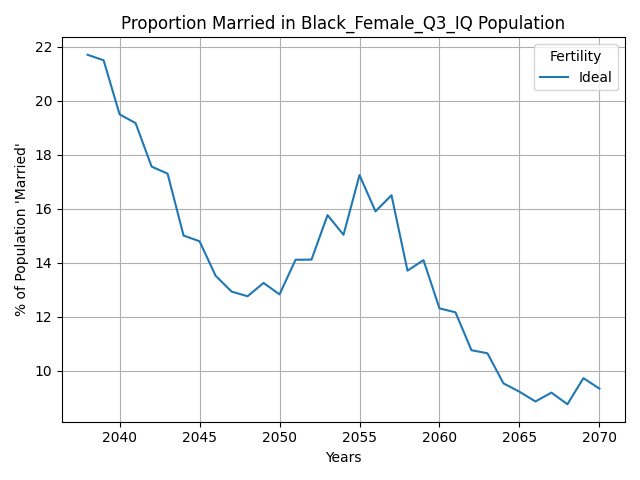 Proportion Married in Black_Female_Q3_IQ Population
Fertility
Ideal
% of Population 'Married'
22
20
18
16
14
12
10
2040 2045 2050 2055 2060 2065 2070
Years